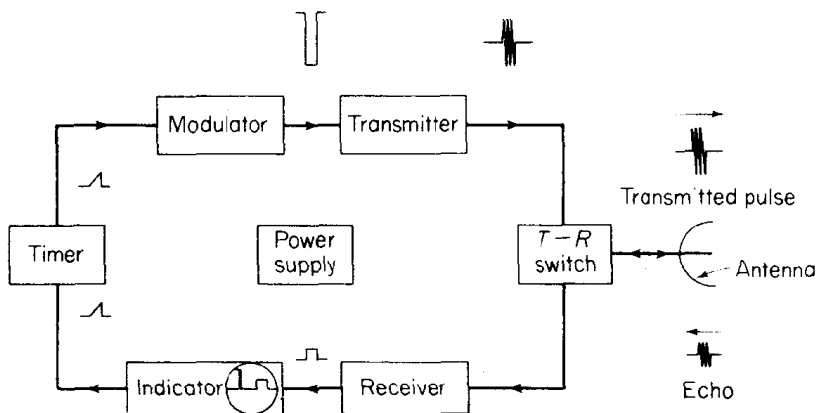 Modulator
Transmitter
Transmitted pulse
Timer
Power
supply
T-R
switch
Antenna
Indicator
Receiver
Echo